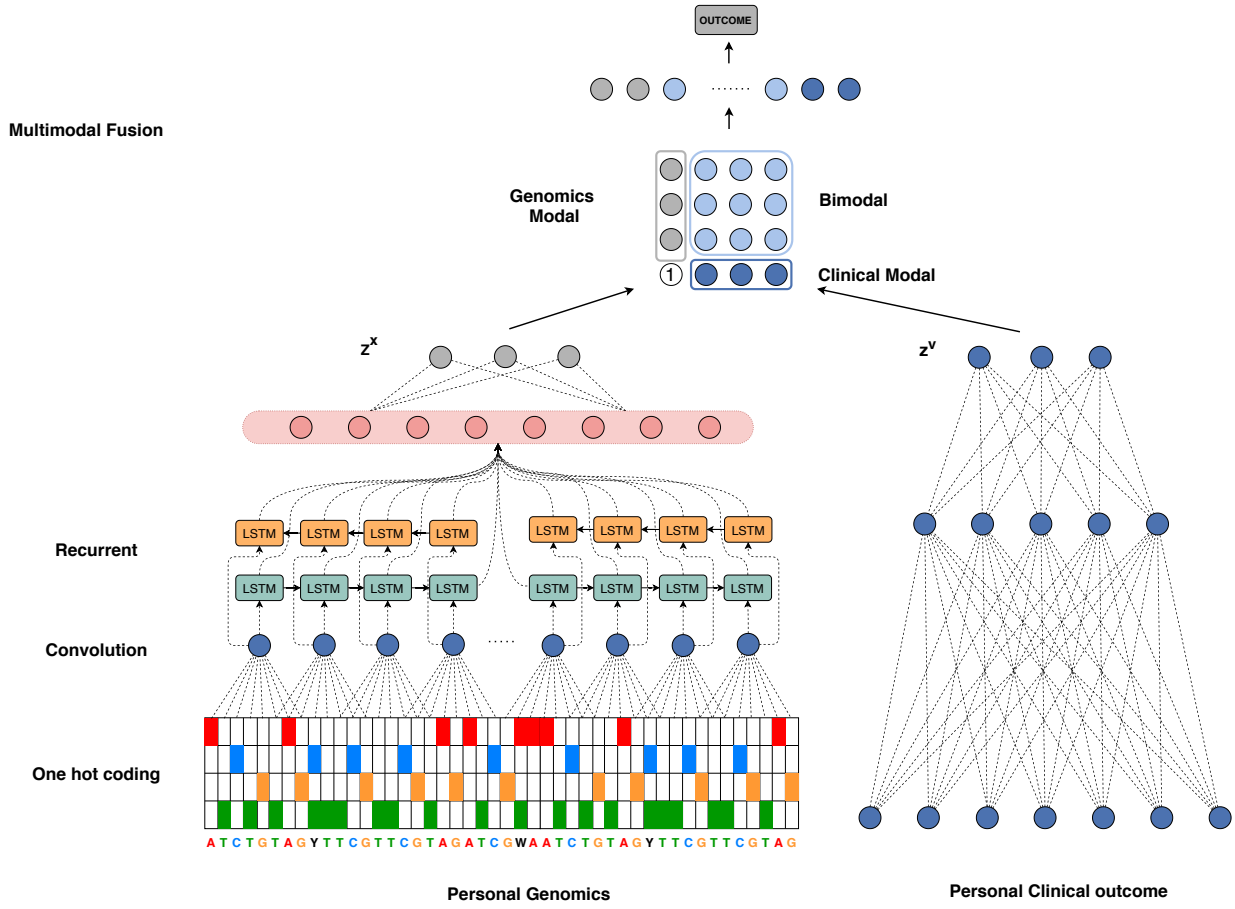 OUTCOME
.......
Multimodal Fusion
Genomics
Modal
Bimodal
1
Clinical Modal
z^x
z^v
LSTM LSTM LSTM LSTM LSTM LSTM LSTM LSTM
Recurrent
LSTM LSTM LSTM LSTM LSTM LSTM LSTM LSTM
Convolution
.....
One hot coding
A T C T G T A G Y T T C G T T C G T A G A T C G W A A T C T G T A G Y T T C G T T C G T A G
Personal Genomics
Personal Clinical outcome